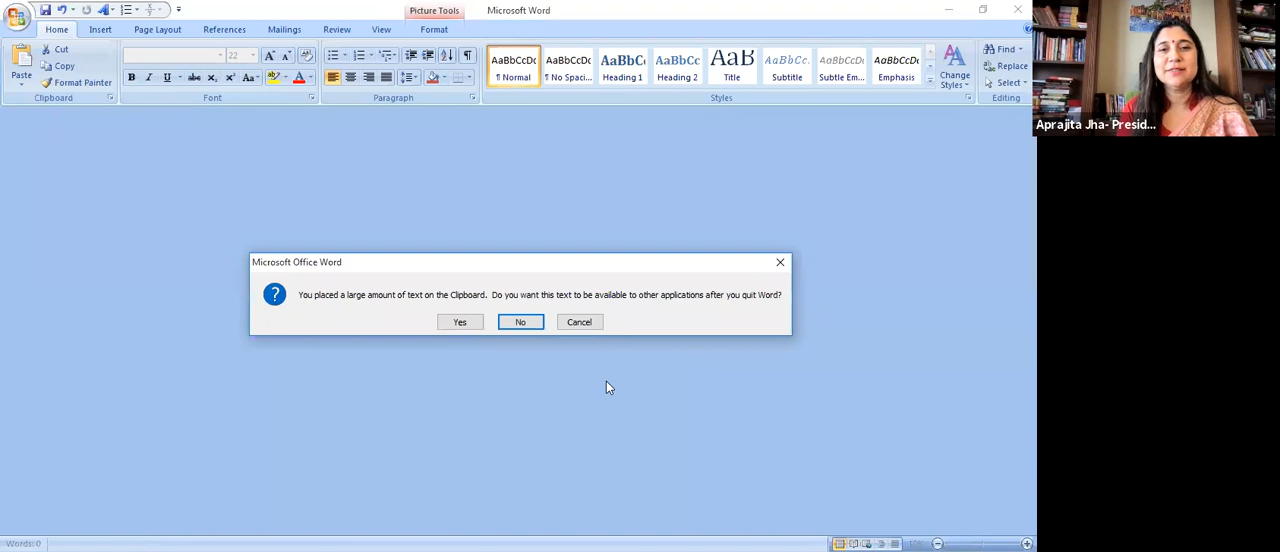 Picture Tools
Microsoft Word
Home
Insert
Page Layout
References
Mailings
Review
View
Format
Paste
Cut
Copy
Format Painter
Clipboard
22
Font
Paragraph
AaBbCcDc
¶ Normal
AaBbCcDc
¶ No Spaci...
AaBbC
Heading 1
AaBbCc
Heading 2
AaB
Title
AaBbCc.
Subtitle
AaBbCcDc
Subtle Em...
AaBbCcDc
Emphasis
Change
Styles
Styles
Find
Replace
Select
Editing
Aprajita Jha- Presid...
Microsoft Office Word
You placed a large amount of text on the Clipboard. Do you want this text to be available to other applications after you quit Word?
Yes
No
Cancel
Words: 0